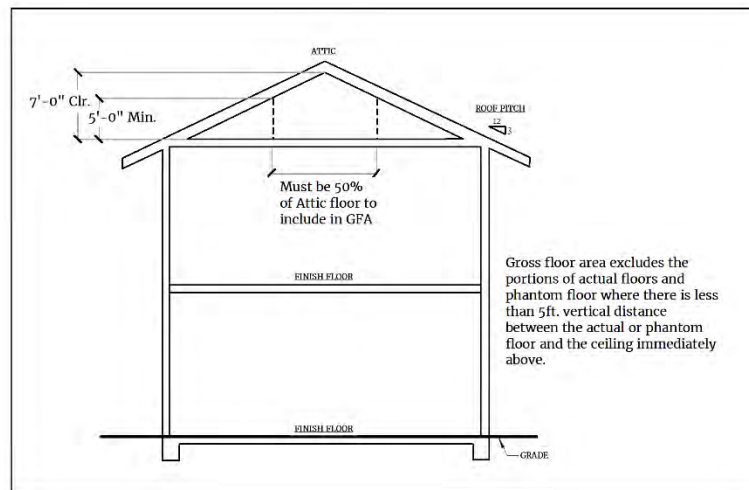 ATTIC
7'-0" Clr.
5'-0" Min.
ROOF PITCH
12
3
Must be 50%
of Attic floor to
include in GFA
FINISH FLOOR
Gross floor area excludes the
portions of actual floors and
phantom floor where there is less
than 5ft. vertical distance
between the actual or phantom
floor and the ceiling immediately
above.
FINISH FLOOR
GRADE